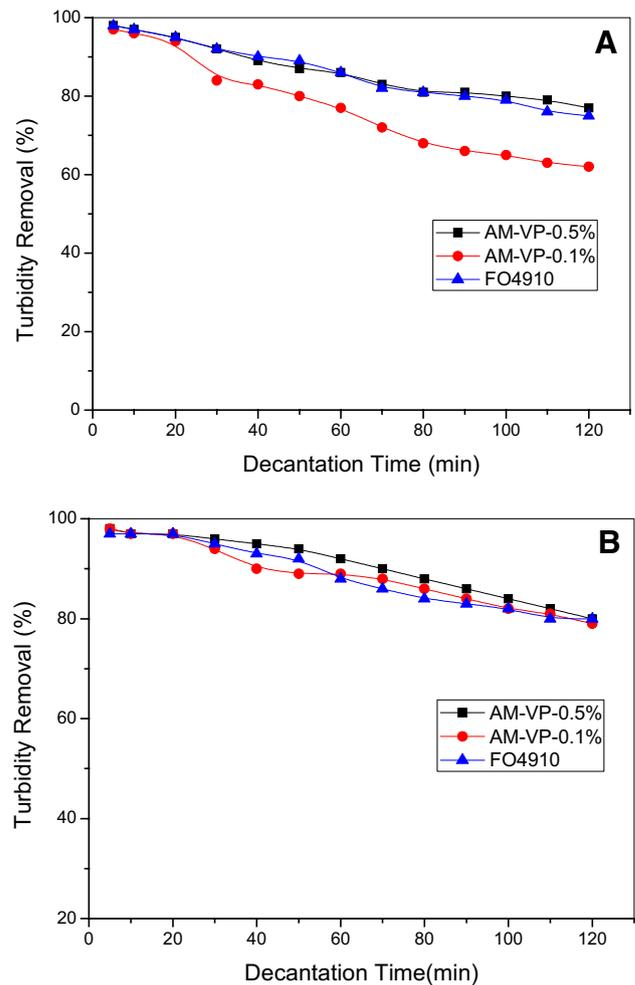 A
100
80
60
40
20
0
Turbidity Removal (%)
AM-VP-0.5%
AM-VP-0.1%
FO4910
0 20 40 60 80 100 120
Decantation Time (min)
B
100
80
60
40
20
Turbidity Removal (%)
AM-VP-0.5%
AM-VP-0.1%
FO4910
0 20 40 60 80 100 120
Decantation Time(min)